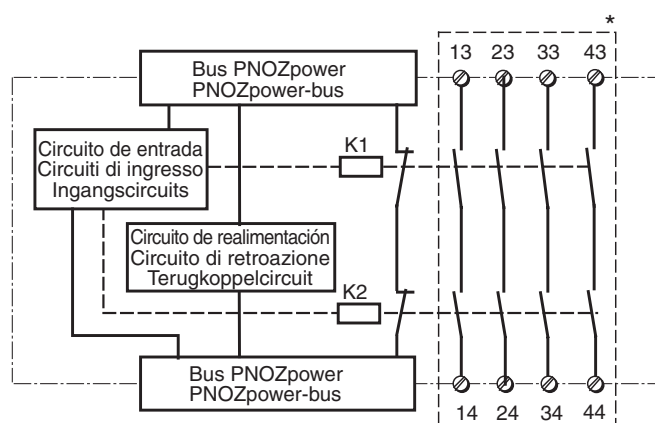 *
13 23 33 43
Bus PNOZpower
PNOZpower-bus
Circuito de entrada
Circuiti di ingresso
Ingangscircuits
K1
Circuito de realimentación
Circuito di retroazione
Terugkoppelcircuit
K2
Bus PNOZpower
PNOZpower-bus
14 24 34 44